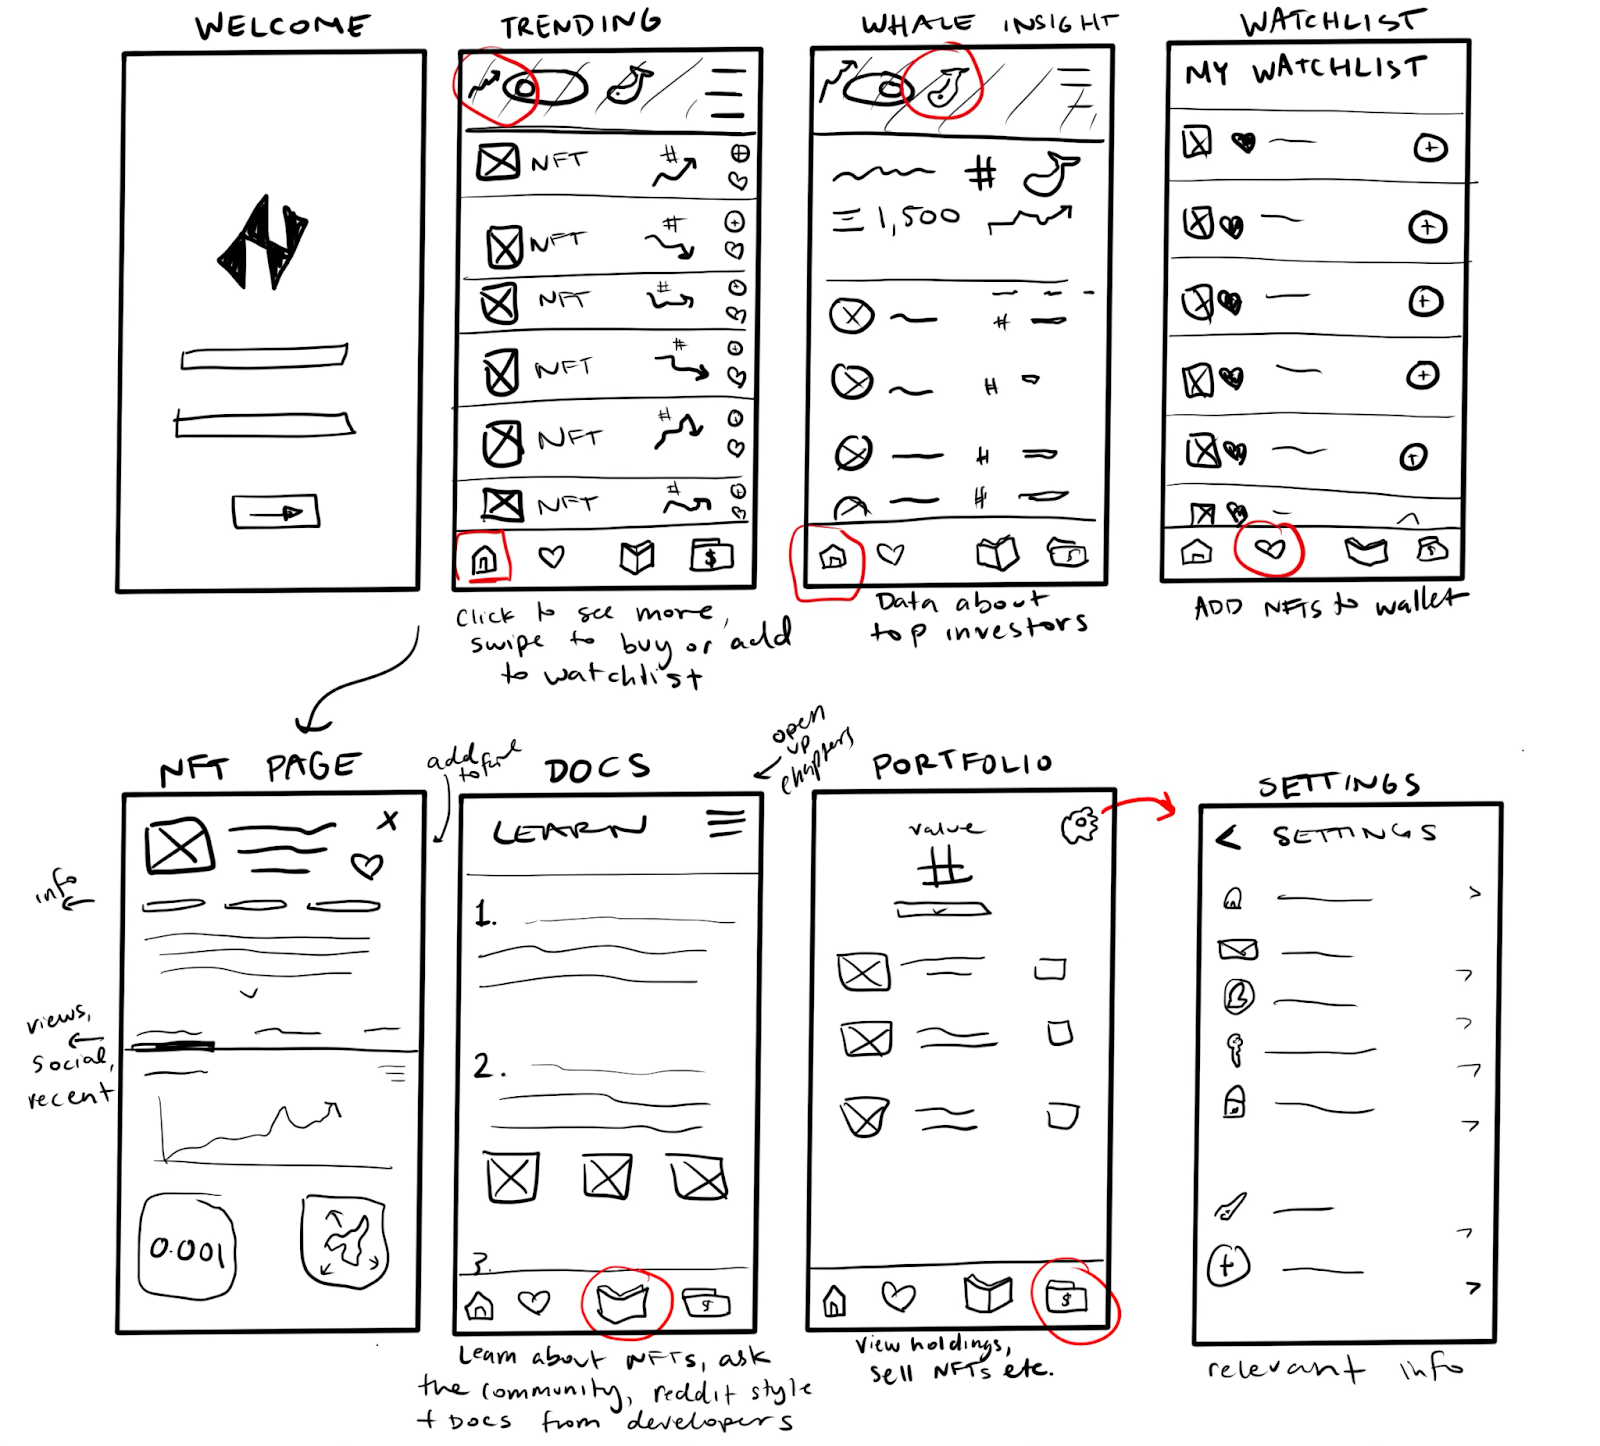 WELCOME
TRENDING
WHALE INSIGHT
WATCHLIST
MY WATCHLIST
NFT
#
NFT
#
NFT
#
NFT
#
NFT
#
NFT
#
#
1,500
#
#
#
#
$
$
Click to see more,
swipe to buy or add
to watchlist
Data about
top investors
ADD NFTs to wallet
NFT PAGE
add
to
DOCS
open
up
chapters
PORTFOLIO
SETTINGS
info
views,
social,
recent
0.001
LEARN
1.
2.
3.
$
Learn about NFTs, ask
the community, reddit style
+ Docs from developers
value
#
$
View holdings,
sell NFTs etc.
SETTINGS
relevant info